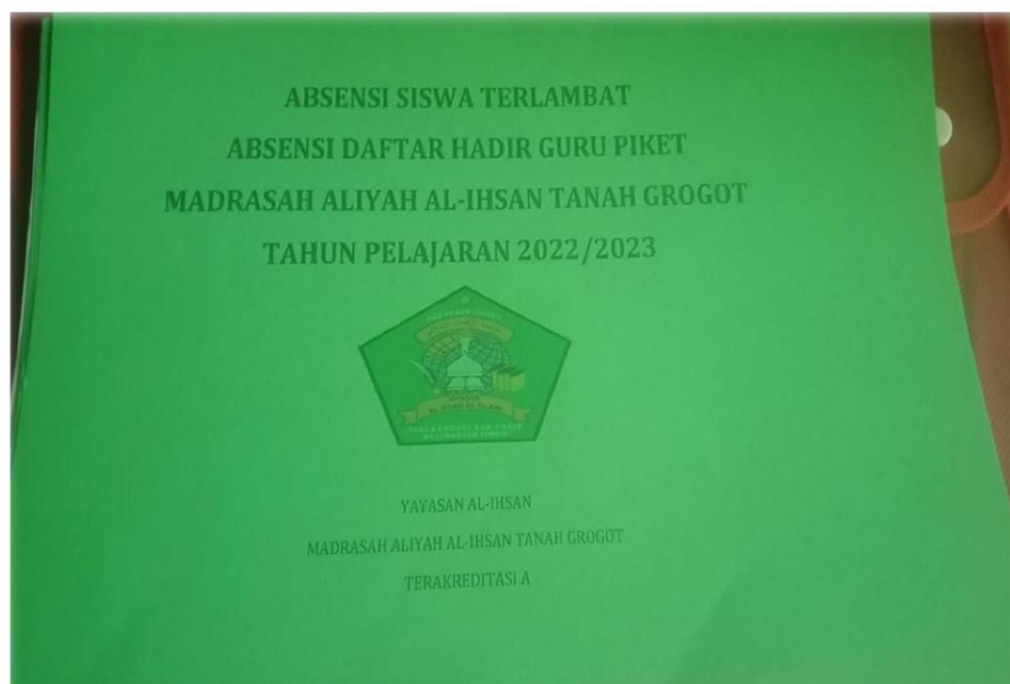 ABSENSI SISWA TERLAMBAT
ABSENSI DAFTAR HADIR GURU PIKET
MADRASAH ALIYAH AL-IHSAN TANAH GROGOT
TAHUN PELAJARAN 2022/2023
YAYASAN AL-IHSAN
MADRASAH ALIYAH AL-IHSAN TANAH GROGOT
TERAKREDITASI A